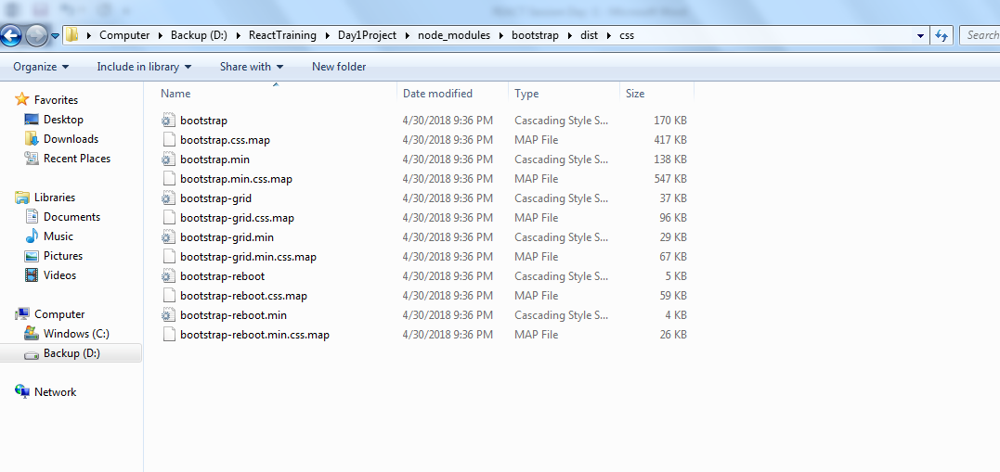 Computer Backup (D:) ReactTraining Day1Project node_modules bootstrap dist css Search
Organize Include in library Share with New folder
Favorites
Desktop
Downloads
Recent Places
Libraries
Documents
Music
Pictures
Videos
Computer
Windows (C:)
Backup (D:)
Network
Name Date modified Type Size
bootstrap 4/30/2018 9:36 PM Cascading Style S... 170 KB
bootstrap.css.map 4/30/2018 9:36 PM MAP File 417 KB
bootstrap.min 4/30/2018 9:36 PM Cascading Style S... 138 KB
bootstrap.min.css.map 4/30/2018 9:36 PM MAP File 547 KB
bootstrap-grid 4/30/2018 9:36 PM Cascading Style S... 37 KB
bootstrap-grid.css.map 4/30/2018 9:36 PM MAP File 96 KB
bootstrap-grid.min 4/30/2018 9:36 PM Cascading Style S... 29 KB
bootstrap-grid.min.css.map 4/30/2018 9:36 PM MAP File 67 KB
bootstrap-reboot 4/30/2018 9:36 PM Cascading Style S... 5 KB
bootstrap-reboot.css.map 4/30/2018 9:36 PM MAP File 59 KB
bootstrap-reboot.min 4/30/2018 9:36 PM Cascading Style S... 4 KB
bootstrap-reboot.min.css.map 4/30/2018 9:36 PM MAP File 26 KB